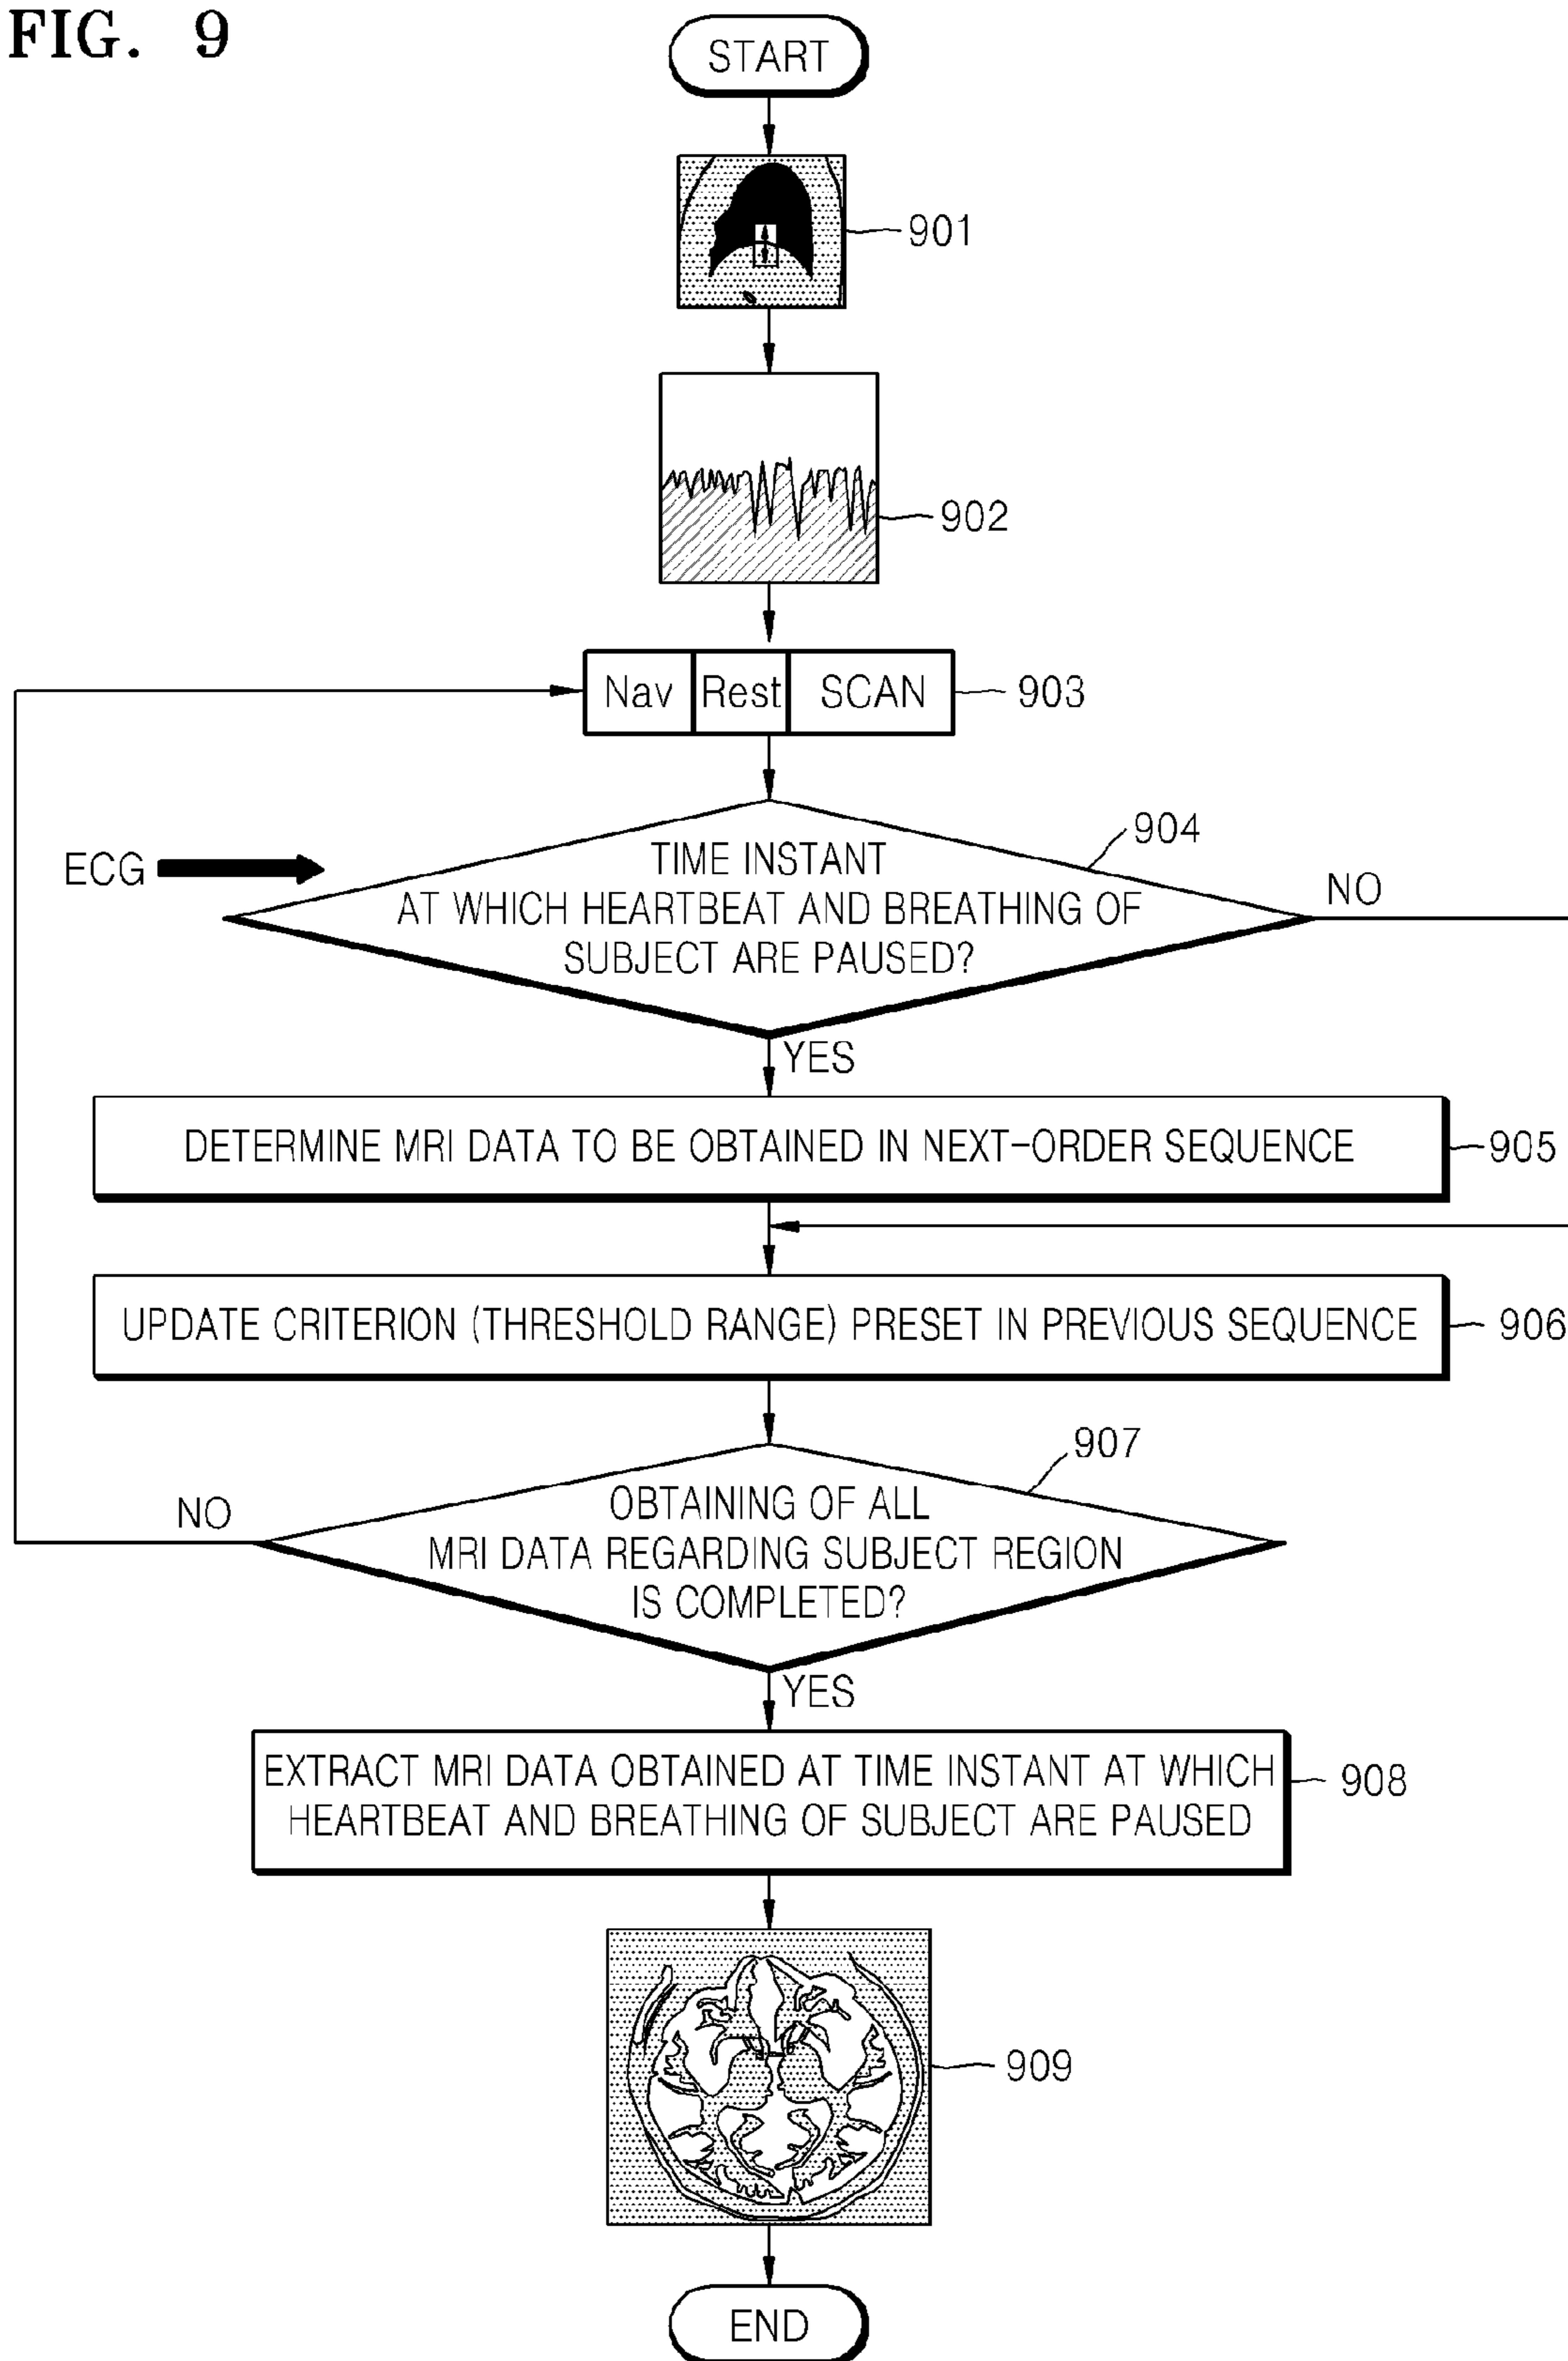 FIG. 9
START
901
902
Nav Rest SCAN
903
904
ECG
TIME INSTANT
AT WHICH HEARTBEAT AND BREATHING OF
SUBJECT ARE PAUSED?
NO
YES
DETERMINE MRI DATA TO BE OBTAINED IN NEXT-ORDER SEQUENCE
905
UPDATE CRITERION (THRESHOLD RANGE) PRESET IN PREVIOUS SEQUENCE
906
907
OBTAINING OF ALL
MRI DATA REGARDING SUBJECT REGION
IS COMPLETED?
NO
YES
EXTRACT MRI DATA OBTAINED AT TIME INSTANT AT WHICH
HEARTBEAT AND BREATHING OF SUBJECT ARE PAUSED
908
909
END